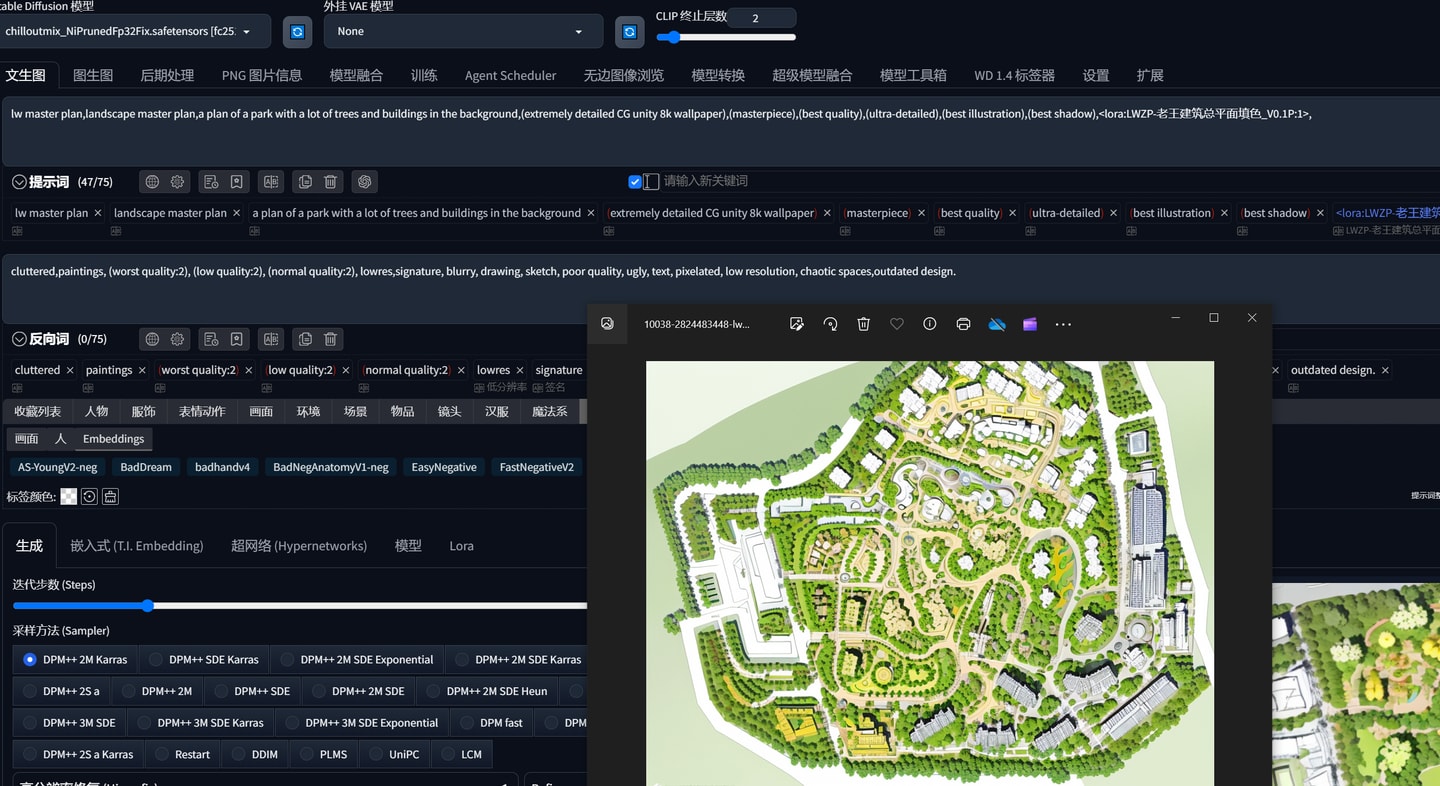 table Diffusion 模型
外挂 VAE 模型
CLIP 终止层数
2
chilloutmix_NiPrunedFp32Fix.safetensors [fc25:
None
文生图 图生图 后期处理 PNG 图片信息 模型融合 训练 Agent Scheduler 无边图像浏览 模型转换 超级模型融合 模型工具箱 WD 1.4 标签器 设置 扩展
lw master plan,landscape master plan,a plan of a park with a lot of trees and buildings in the background,(extremely detailed CG unity 8k wallpaper),(masterpiece),(best quality),(ultra-detailed),(best illustration),(best shadow),<lora:LWZP-老王建筑总平面填色_V0.1P:1>,
提示词 (47/75) 请输入新关键词
lw master plan × landscape master plan × a plan of a park with a lot of trees and buildings in the background × (extremely detailed CG unity 8k wallpaper) × (masterpiece) × (best quality) × (ultra-detailed) × (best illustration) × (best shadow) × <lora:LWZP-老王建筑
LWZP-老王建筑总平面
cluttered,paintings, (worst quality:2), (low quality:2), (normal quality:2), lowres,signature, blurry, drawing, sketch, poor quality, ugly, text, pixelated, low resolution, chaotic spaces,outdated design.
反向词 (0/75)
10038-2824483448-lw...
cluttered × paintings × (worst quality:2) × (low quality:2) × (normal quality:2) × lowres × signature × outdated design. ×
低分辨率 签名
收藏列表 人物 服饰 表情动作 画面 环境 场景 物品 镜头 汉服 魔法系
画面 人 Embeddings
AS-YoungV2-neg BadDream badhandv4 BadNegAnatomyV1-neg EasyNegative FastNegativeV2
标签颜色:
提示调整
生成 嵌入式 (T.I. Embedding) 超网络 (Hypernetworks) 模型 Lora
迭代步数 (Steps)
采样方法 (Sampler)
DPM++ 2M Karras DPM++ SDE Karras DPM++ 2M SDE Exponential DPM++ 2M SDE Karras
DPM++ 2S a DPM++ 2M DPM++ SDE DPM++ 2M SDE DPM++ 2M SDE Heun
DPM++ 3M SDE DPM++ 3M SDE Karras DPM++ 3M SDE Exponential DPM fast DPM
DPM++ 2S a Karras Restart DDIM PLMS UniPC LCM